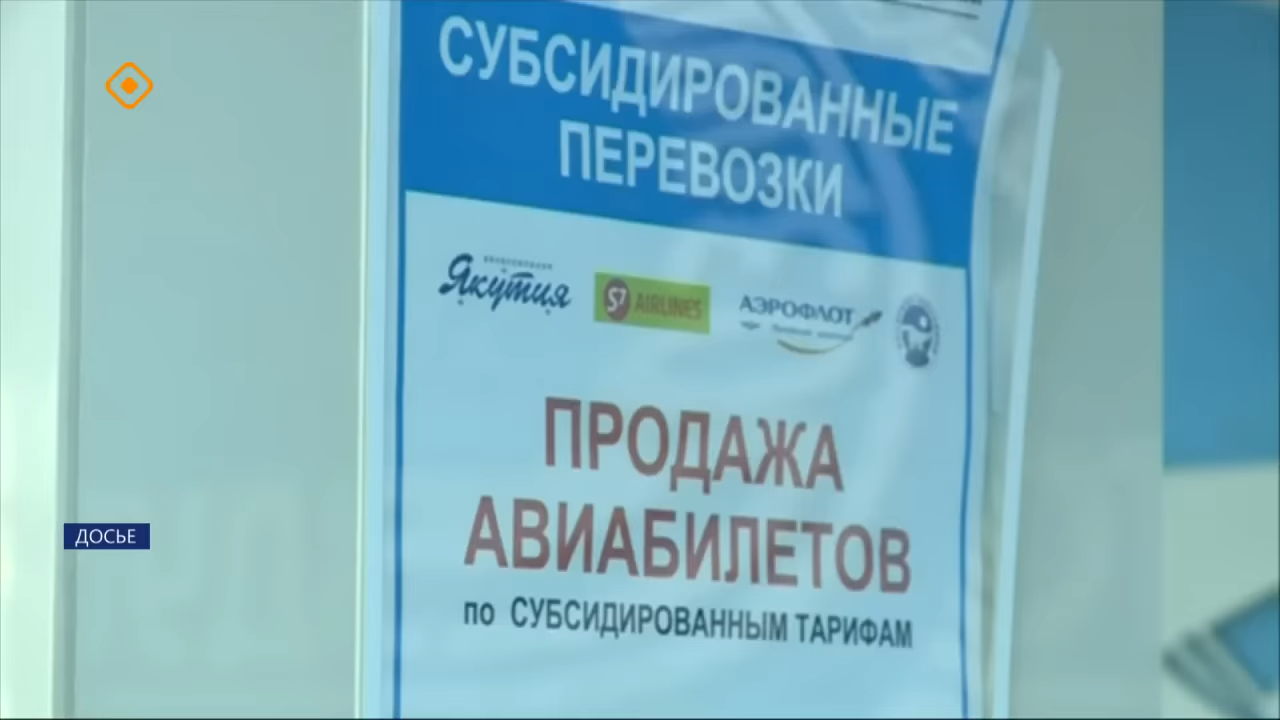 СУБСИДИРОВАННЫЕ
ПЕРЕВОЗКИ
Якутия
S7 AIRLINES
АЭРОФЛОТ
ПРОДАЖА
АВИАБИЛЕТОВ
по СУБСИДИРОВАННЫМ ТАРИФАМ
ДОСЬЕ